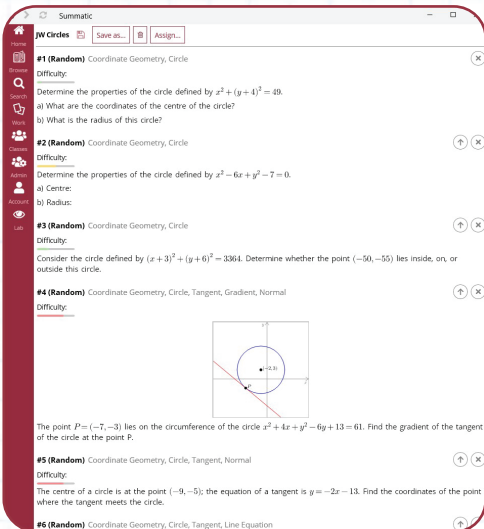 Summatic
JW Circles Save as... Assign...
Home
Browse
Search
Work
Classes
Admin
Account
Lab
#1 (Random) Coordinate Geometry, Circle
Difficulty:
Determine the properties of the circle defined by x² + (y + 4)² = 49.
a) What are the coordinates of the centre of the circle?
b) What is the radius of this circle?
#2 (Random) Coordinate Geometry, Circle
Difficulty:
Determine the properties of the circle defined by x² − 6x + y² − 7 = 0.
a) Centre:
b) Radius:
#3 (Random) Coordinate Geometry, Circle
Difficulty:
Consider the circle defined by (x + 3)² + (y + 6)² = 3364. Determine whether the point (−50, −55) lies inside, on, or
outside this circle.
#4 (Random) Coordinate Geometry, Circle, Tangent, Gradient, Normal
Difficulty:
y
(−2, 3)
P
The point P = (−7, −3) lies on the circumference of the circle x² + 4x + y² − 6y + 13 = 61. Find the gradient of the tangent
of the circle at the point P.
#5 (Random) Coordinate Geometry, Circle, Tangent, Normal
Difficulty:
The centre of a circle is at the point (−9, −5); the equation of a tangent is y = −2x − 13. Find the coordinates of the point
where the tangent meets the circle.
#6 (Random) Coordinate Geometry, Circle, Tangent, Line Equation